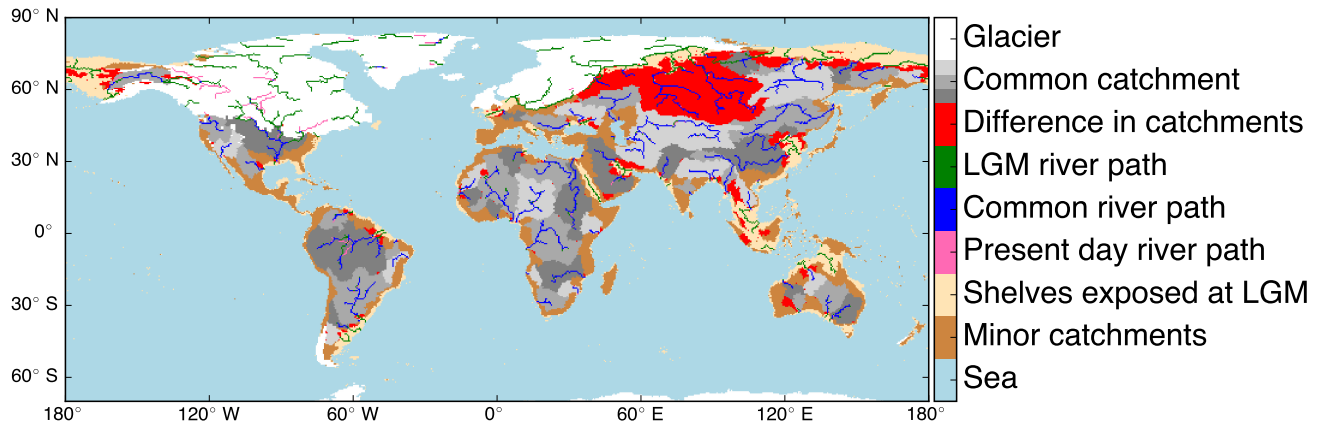 90° N
60° N
30° N
0°
30° S
60° S
180° 120° W 60° W 0° 60° E 120° E 180°
Glacier
Common catchment
Difference in catchments
LGM river path
Common river path
Present day river path
Shelves exposed at LGM
Minor catchments
Sea